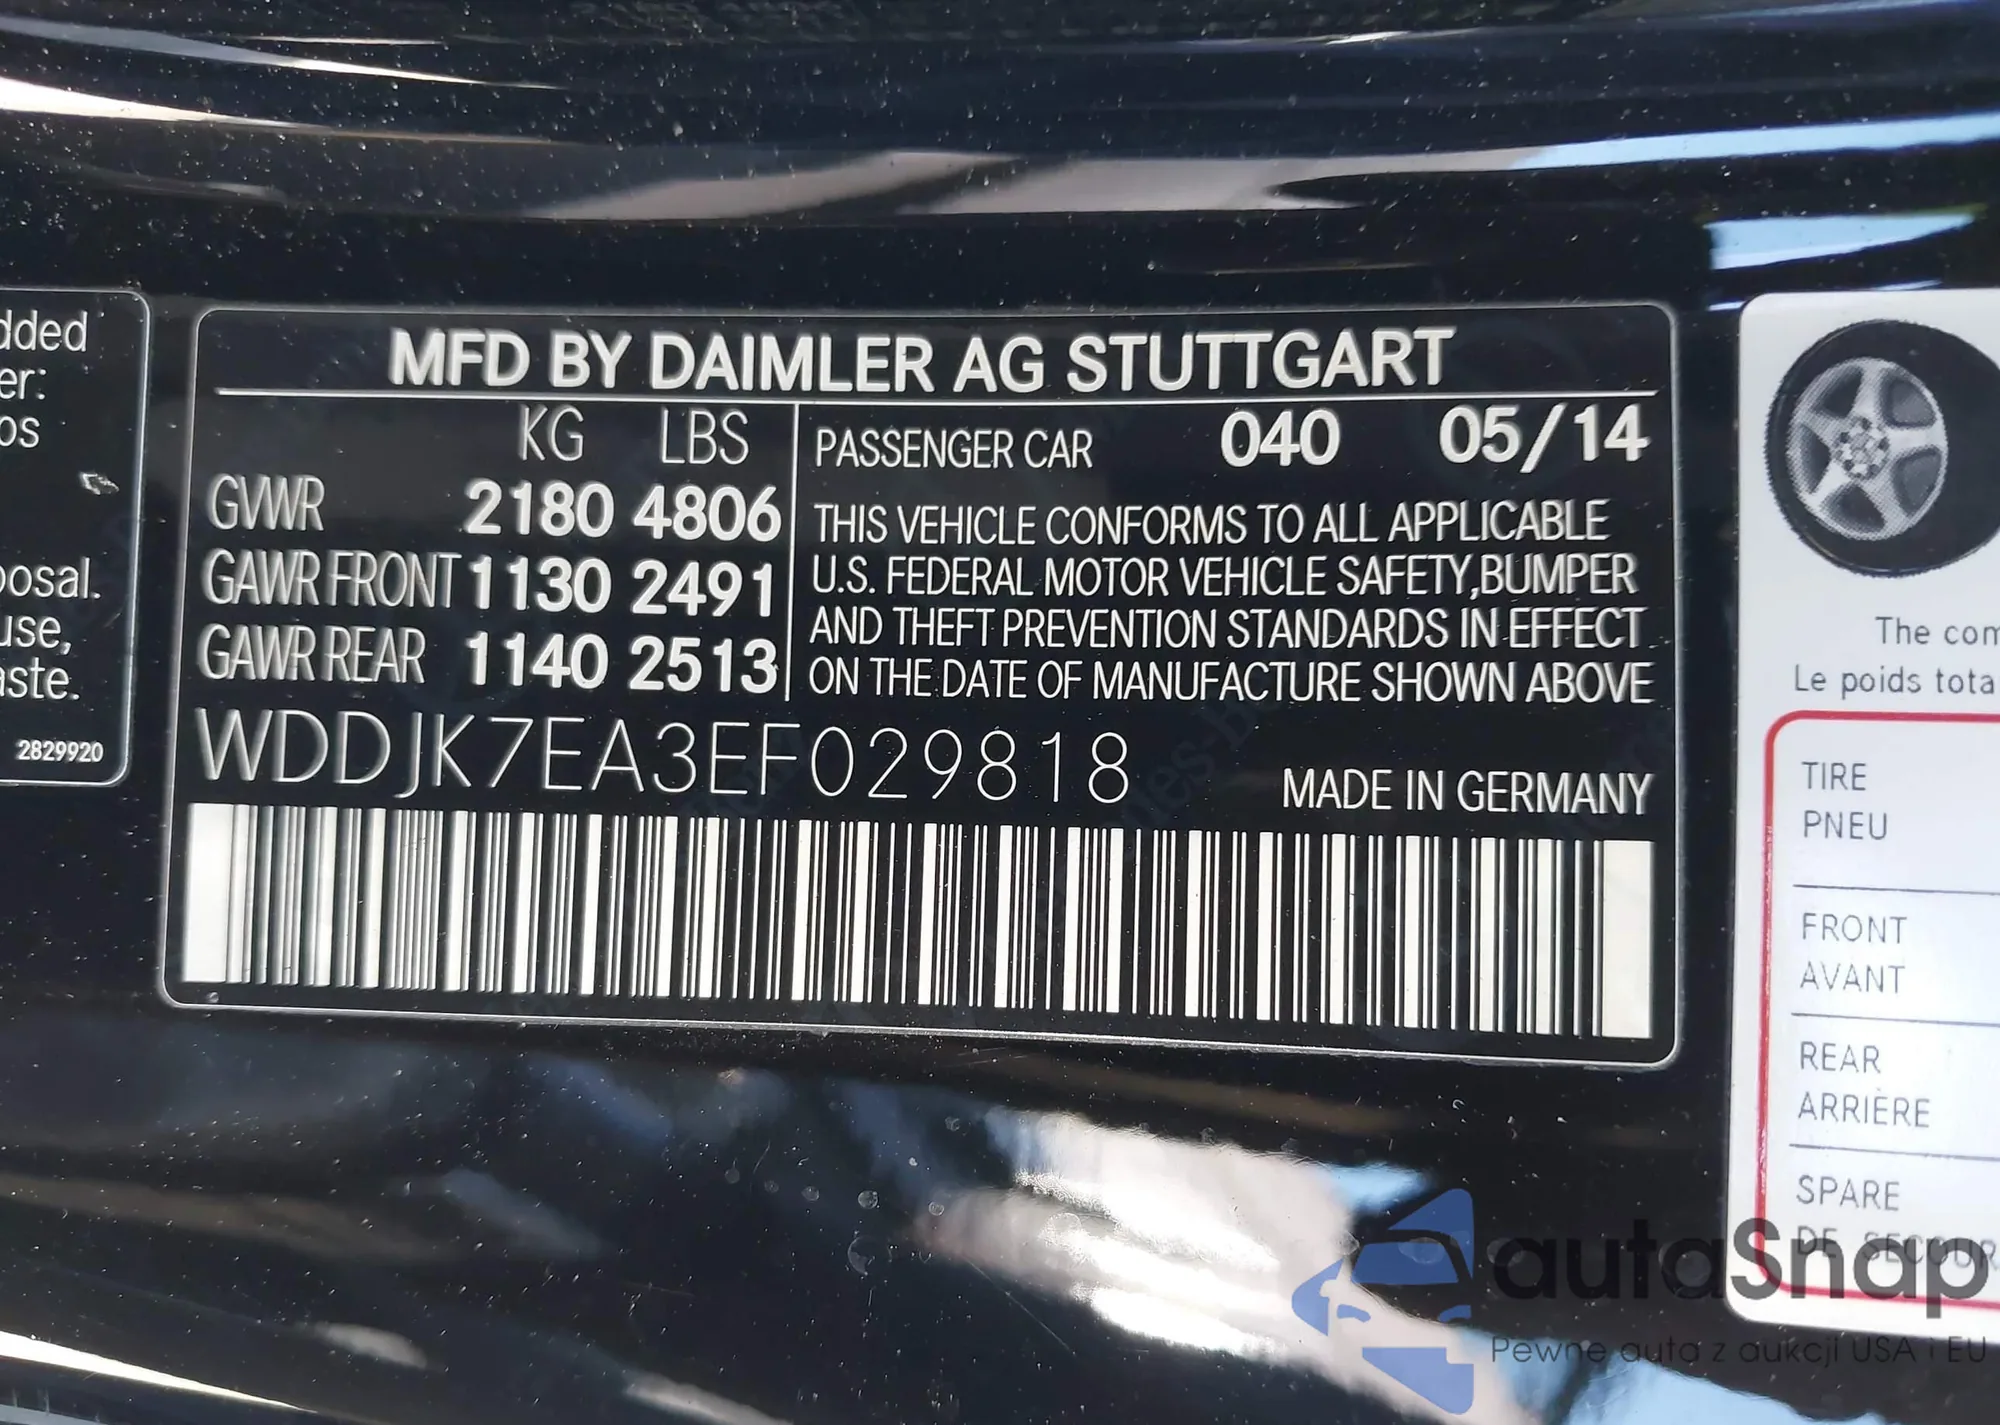 dded
er:
os
posal.
use,
aste.
2829920
MFD BY DAIMLER AG STUTTGART
KG LBS
GVWR 2180 4806
GAWR FRONT 1130 2491
GAWR REAR 1140 2513
PASSENGER CAR 040 05/14
THIS VEHICLE CONFORMS TO ALL APPLICABLE
U.S. FEDERAL MOTOR VEHICLE SAFETY,BUMPER
AND THEFT PREVENTION STANDARDS IN EFFECT
ON THE DATE OF MANUFACTURE SHOWN ABOVE
WDDJK7EA3EF029818
MADE IN GERMANY
The com
Le poids tota
TIRE
PNEU
FRONT
AVANT
REAR
ARRIÈRE
SPARE
DE SECOUR
autaSnap
Pewne auta z aukcji USA i EU